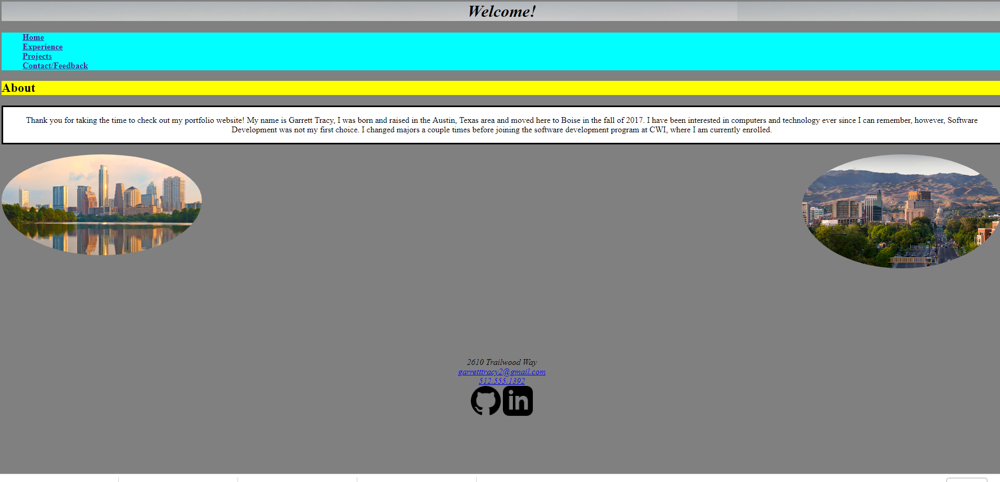 Welcome!
Home
Experience
Projects
Contact/Feedback
About
Thank you for taking the time to check out my portfolio website! My name is Garrett Tracy, I was born and raised in the Austin, Texas area and moved here to Boise in the fall of 2017. I have been interested in computers and technology ever since I can remember, however, Software
Development was not my first choice. I changed majors a couple times before joining the software development program at CWI, where I am currently enrolled.
2610 Trailwood Way
garretttracy2@gmail.com
512.555.1392
in